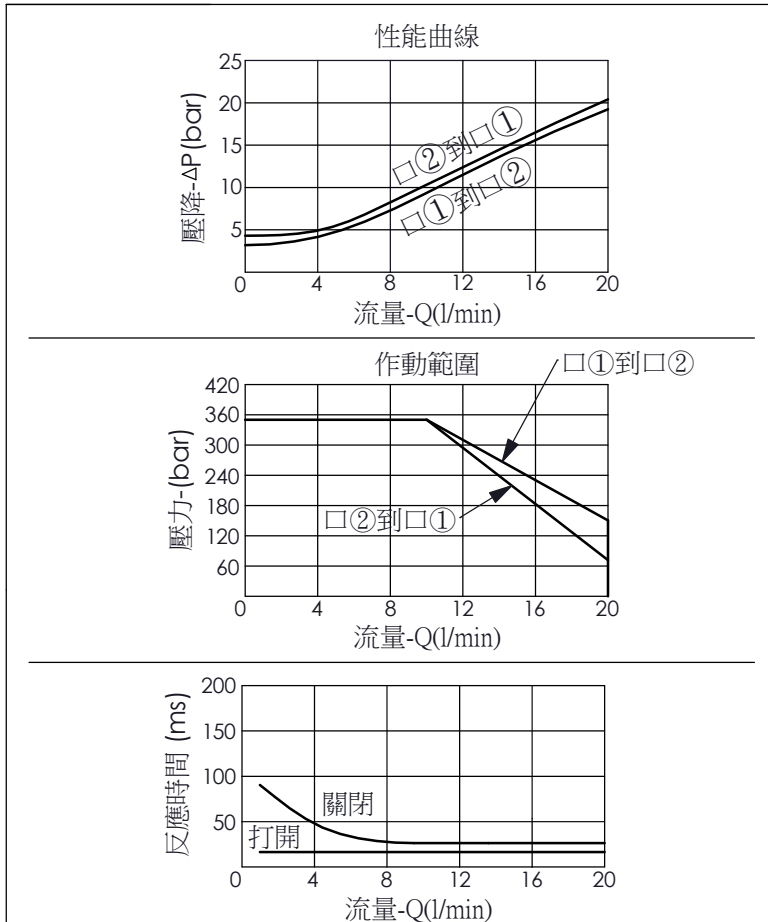 性能曲線
壓降-ΔP(bar)
25
20
15
10
5
0
4
8
12
16
20
口②到口①
口①到口②
流量-Q(l/min)
作動範圍
口①到口②
壓力-(bar)
420
360
300
240
180
120
60
0
4
8
12
16
20
口②到口①
流量-Q(l/min)
反應時間 (ms)
200
150
100
50
0
4
8
12
16
20
關閉
打開
流量-Q(l/min)